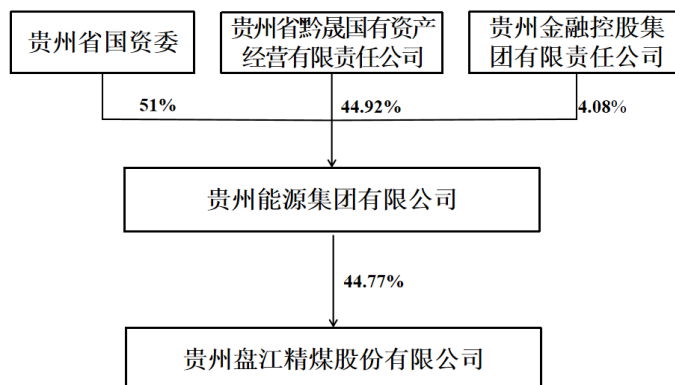 贵州省国资委
贵州省黔晟国有资产
经营有限责任公司
贵州金融控股集
团有限责任公司
51%
44.92%
4.08%
贵州能源集团有限公司
44.77%
贵州盘江精煤股份有限公司